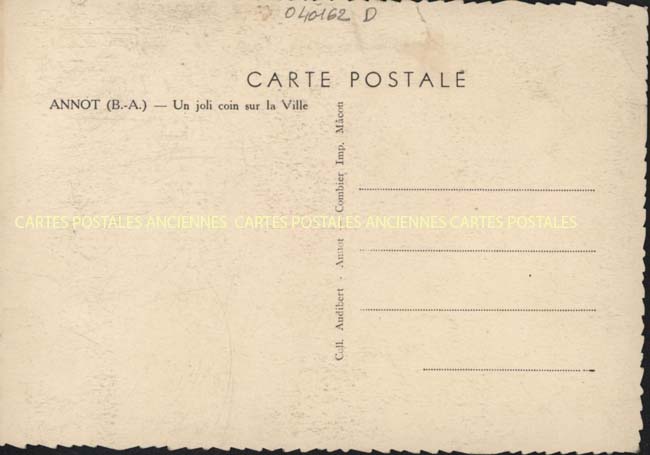 040162 D
CARTE POSTALE
ANNOT (B.-A.) — Un joli coin sur la Ville
Coll. Audibert - Annot — Combier Imp. Mâcon
CARTES POSTALES ANCIENNES CARTES POSTALES ANCIENNES CARTES POSTALES